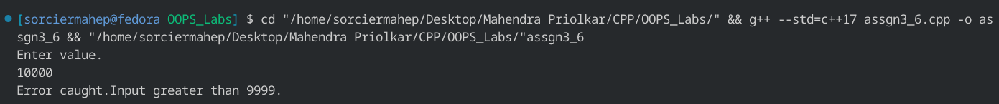 [sorciermahep@fedora OOPS_Labs] $ cd "/home/sorciermahep/Desktop/Mahendra Priolkar/CPP/OOPS_Labs/" && g++ --std=c++17 assgn3_6.cpp -o as
sgn3_6 && "/home/sorciermahep/Desktop/Mahendra Priolkar/CPP/OOPS_Labs/"assgn3_6
Enter value.
10000
Error caught.Input greater than 9999.